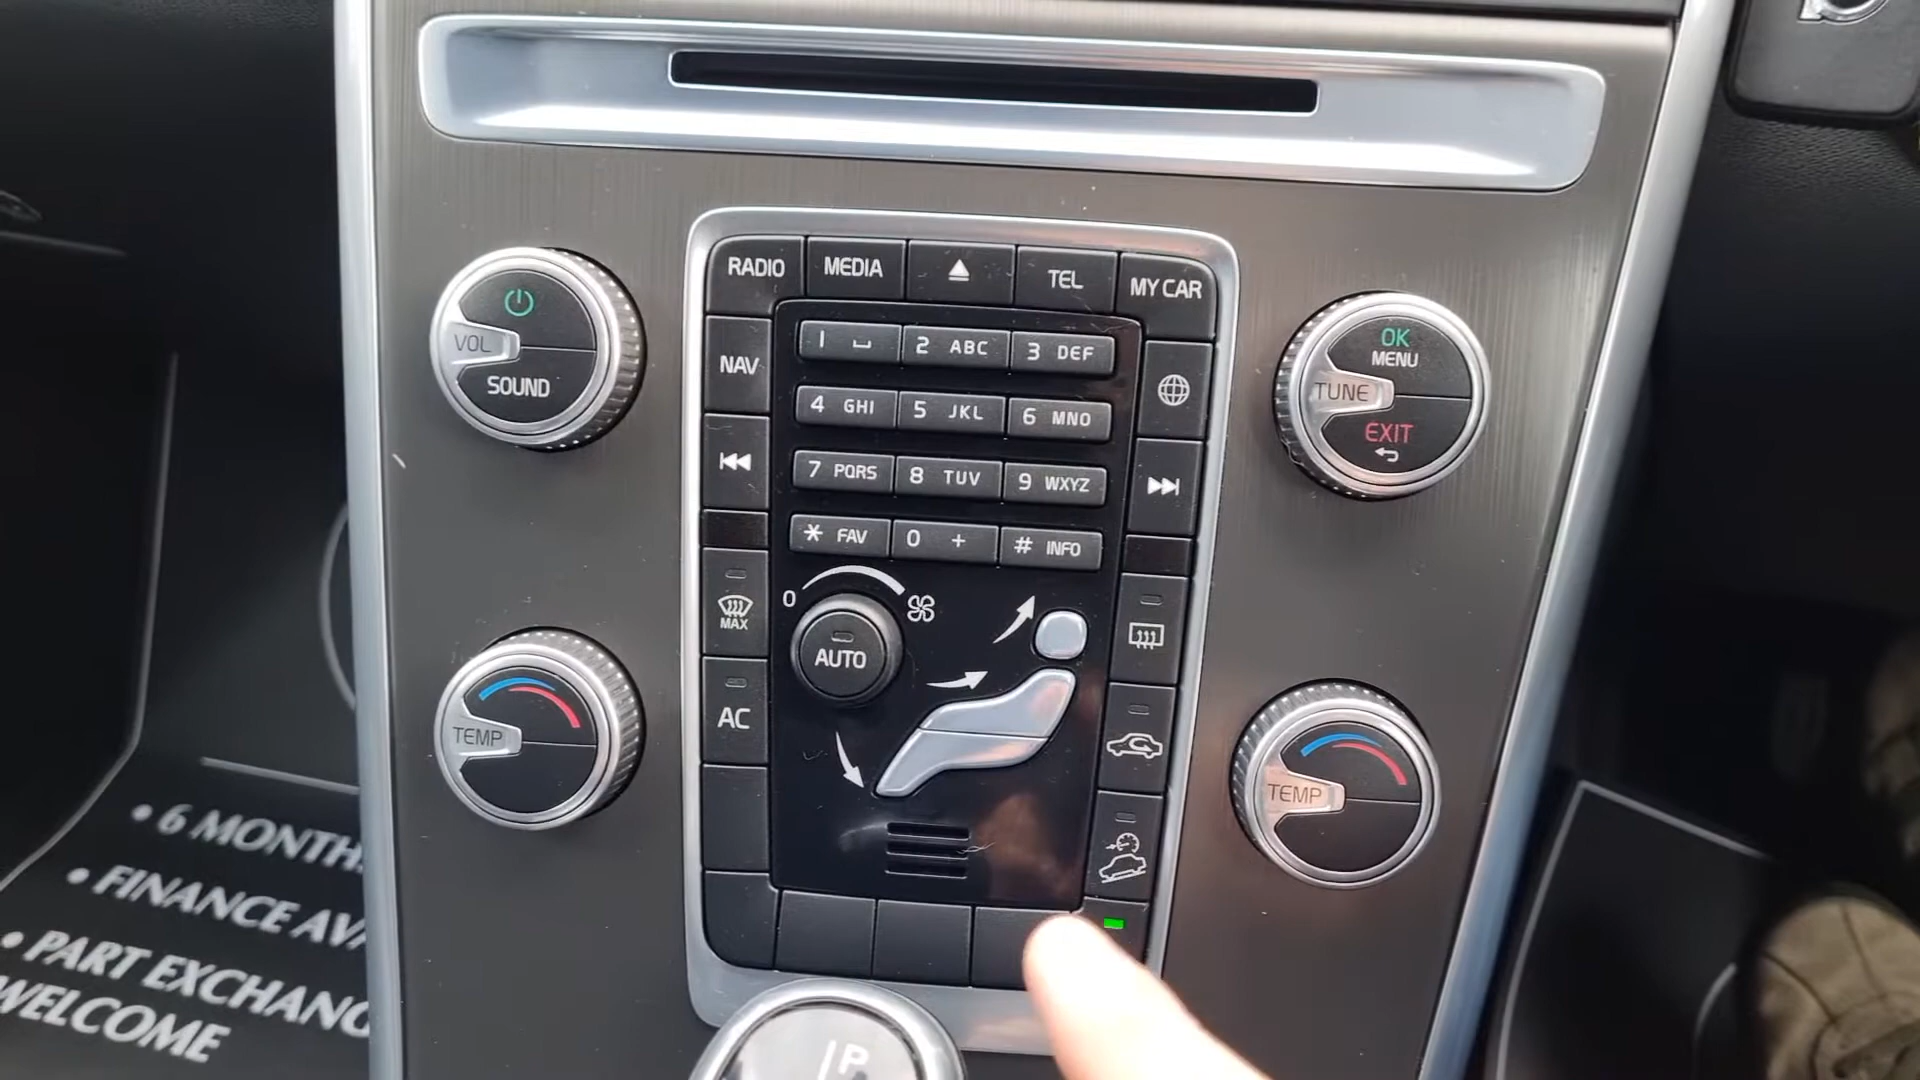 RADIO
MEDIA
TEL
MY CAR
VOL
SOUND
NAV
1
2 ABC
3 DEF
4 GHI
5 JKL
6 MNO
7 PQRS
8 TUV
9 WXYZ
* FAV
0 +
# INFO
OK
MENU
TUNE
EXIT
MAX
0
AUTO
AC
TEMP
TEMP
• 6 MONTH
• FINANCE AV
• PART EXCHANG
WELCOME
P